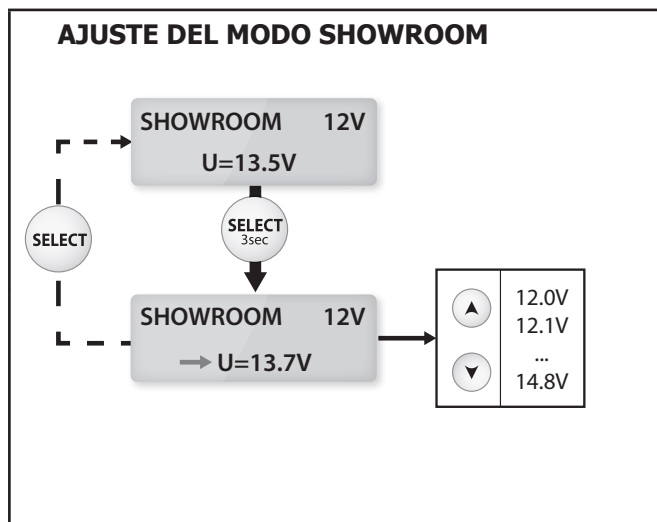 AJUSTE DEL MODO SHOWROOM
SHOWROOM 12V
U=13.5V
SELECT
SELECT
3sec
SHOWROOM 12V
U=13.7V
12.0V
12.1V
...
14.8V